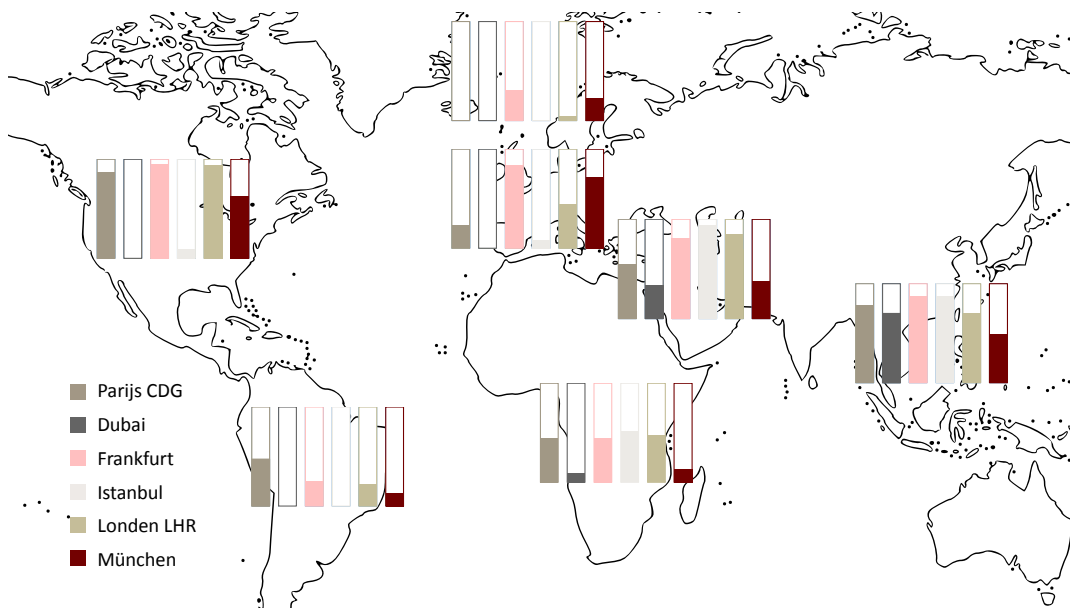 Parijs CDG
Dubai
Frankfurt
Istanbul
Londen LHR
München